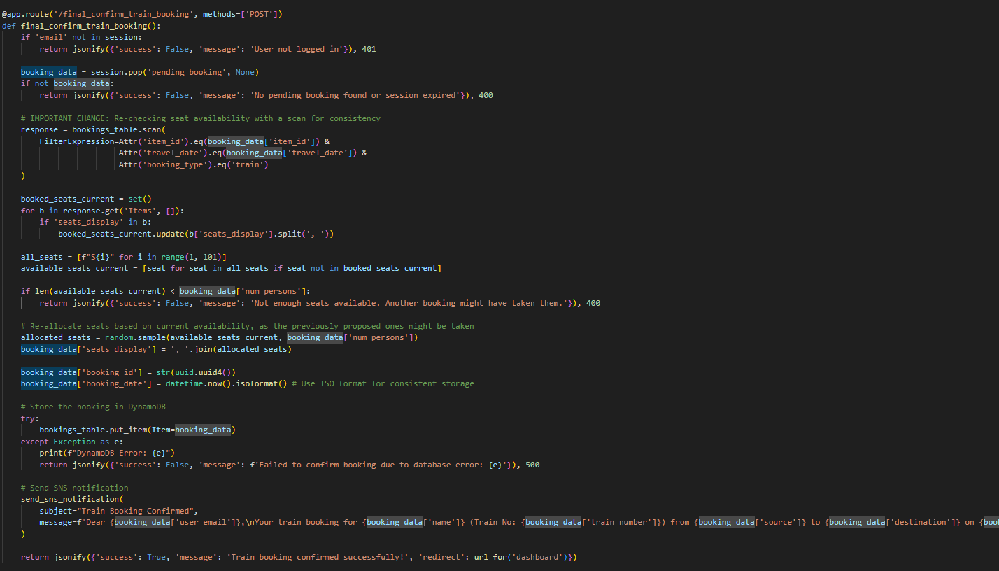 @app.route('/final_confirm_train_booking', methods=['POST'])
def final_confirm_train_booking():
    if 'email' not in session:
        return jsonify({'success': False, 'message': 'User not logged in'}), 401

    booking_data = session.pop('pending_booking', None)
    if not booking_data:
        return jsonify({'success': False, 'message': 'No pending booking found or session expired'}), 400

    # IMPORTANT CHANGE: Re-checking seat availability with a scan for consistency
    response = bookings_table.scan(
        FilterExpression=Attr('item_id').eq(booking_data['item_id']) &
                         Attr('travel_date').eq(booking_data['travel_date']) &
                         Attr('booking_type').eq('train')
    )

    booked_seats_current = set()
    for b in response.get('Items', []):
        if 'seats_display' in b:
            booked_seats_current.update(b['seats_display'].split(', '))

    all_seats = [f"S{i}" for i in range(1, 101)]
    available_seats_current = [seat for seat in all_seats if seat not in booked_seats_current]

    if len(available_seats_current) < booking_data['num_persons']:
        return jsonify({'success': False, 'message': 'Not enough seats available. Another booking might have taken them.'}), 400

    # Re-allocate seats based on current availability, as the previously proposed ones might be taken
    allocated_seats = random.sample(available_seats_current, booking_data['num_persons'])
    booking_data['seats_display'] = ', '.join(allocated_seats)

    booking_data['booking_id'] = str(uuid.uuid4())
    booking_data['booking_date'] = datetime.now().isoformat() # Use ISO format for consistent storage

    # Store the booking in DynamoDB
    try:
        bookings_table.put_item(Item=booking_data)
    except Exception as e:
        print(f"DynamoDB Error: {e}")
        return jsonify({'success': False, 'message': f'Failed to confirm booking due to database error: {e}'}), 500

    # Send SNS notification
    send_sns_notification(
        subject="Train Booking Confirmed",
        message=f"Dear {booking_data['user_email']},\nYour train booking for {booking_data['name']} (Train No: {booking_data['train_number']}) from {booking_data['source']} to {booking_data['destination']} on {
    )

    return jsonify({'success': True, 'message': 'Train booking confirmed successfully!', 'redirect': url_for('dashboard')})